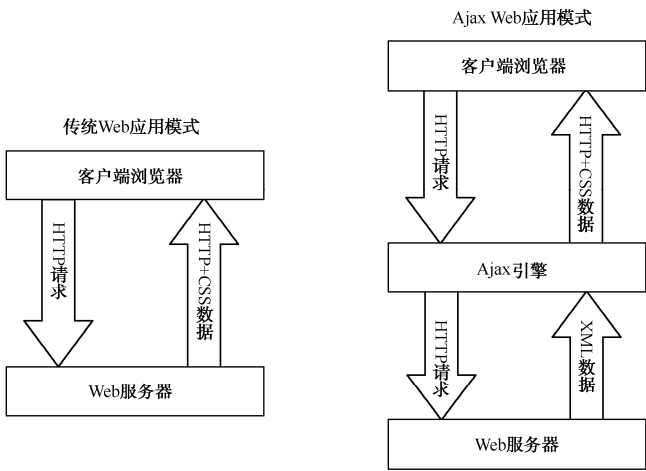 传统Web应用模式
客户端浏览器
HTTP请求
HTTP+CSS数据
Web服务器
Ajax Web应用模式
客户端浏览器
HTTP请求
HTTP+CSS数据
Ajax引擎
HTTP请求
XML数据
Web服务器